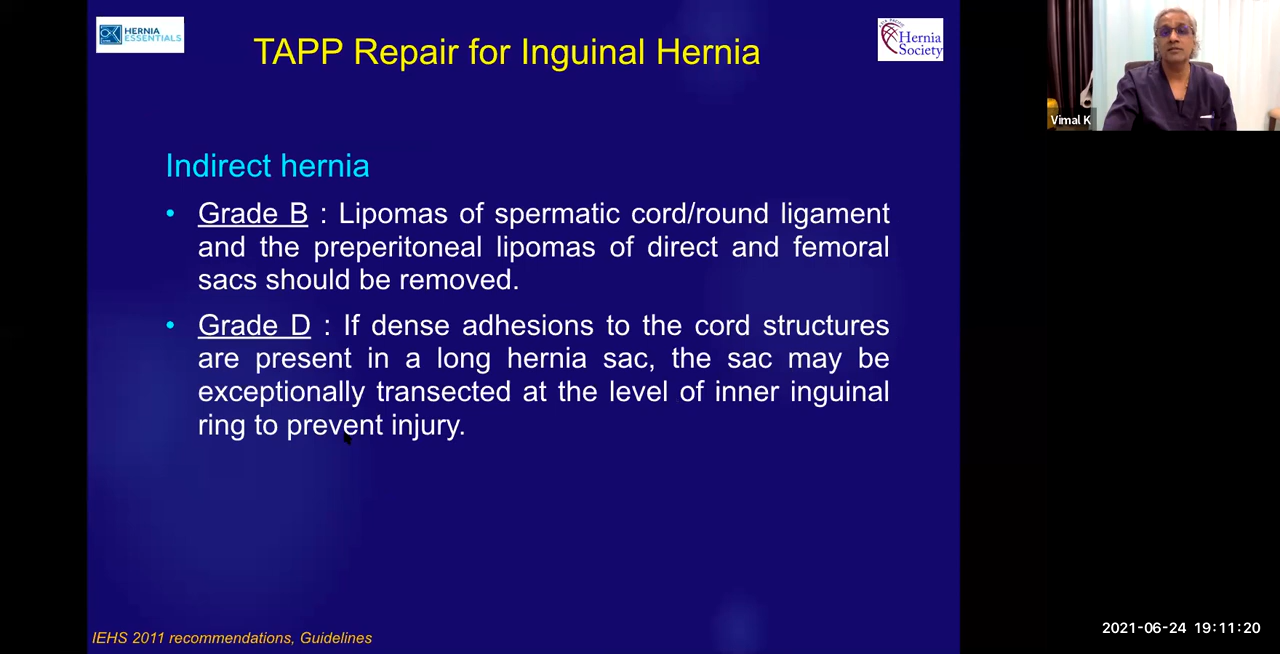 HERNIA
ESSENTIALS
TAPP Repair for Inguinal Hernia
Hernia
Society
Vimal K
Indirect hernia
• Grade B : Lipomas of spermatic cord/round ligament
and the preperitoneal lipomas of direct and femoral
sacs should be removed.
• Grade D : If dense adhesions to the cord structures
are present in a long hernia sac, the sac may be
exceptionally transected at the level of inner inguinal
ring to prevent injury.
2021-06-24 19:11:20
IEHS 2011 recommendations, Guidelines